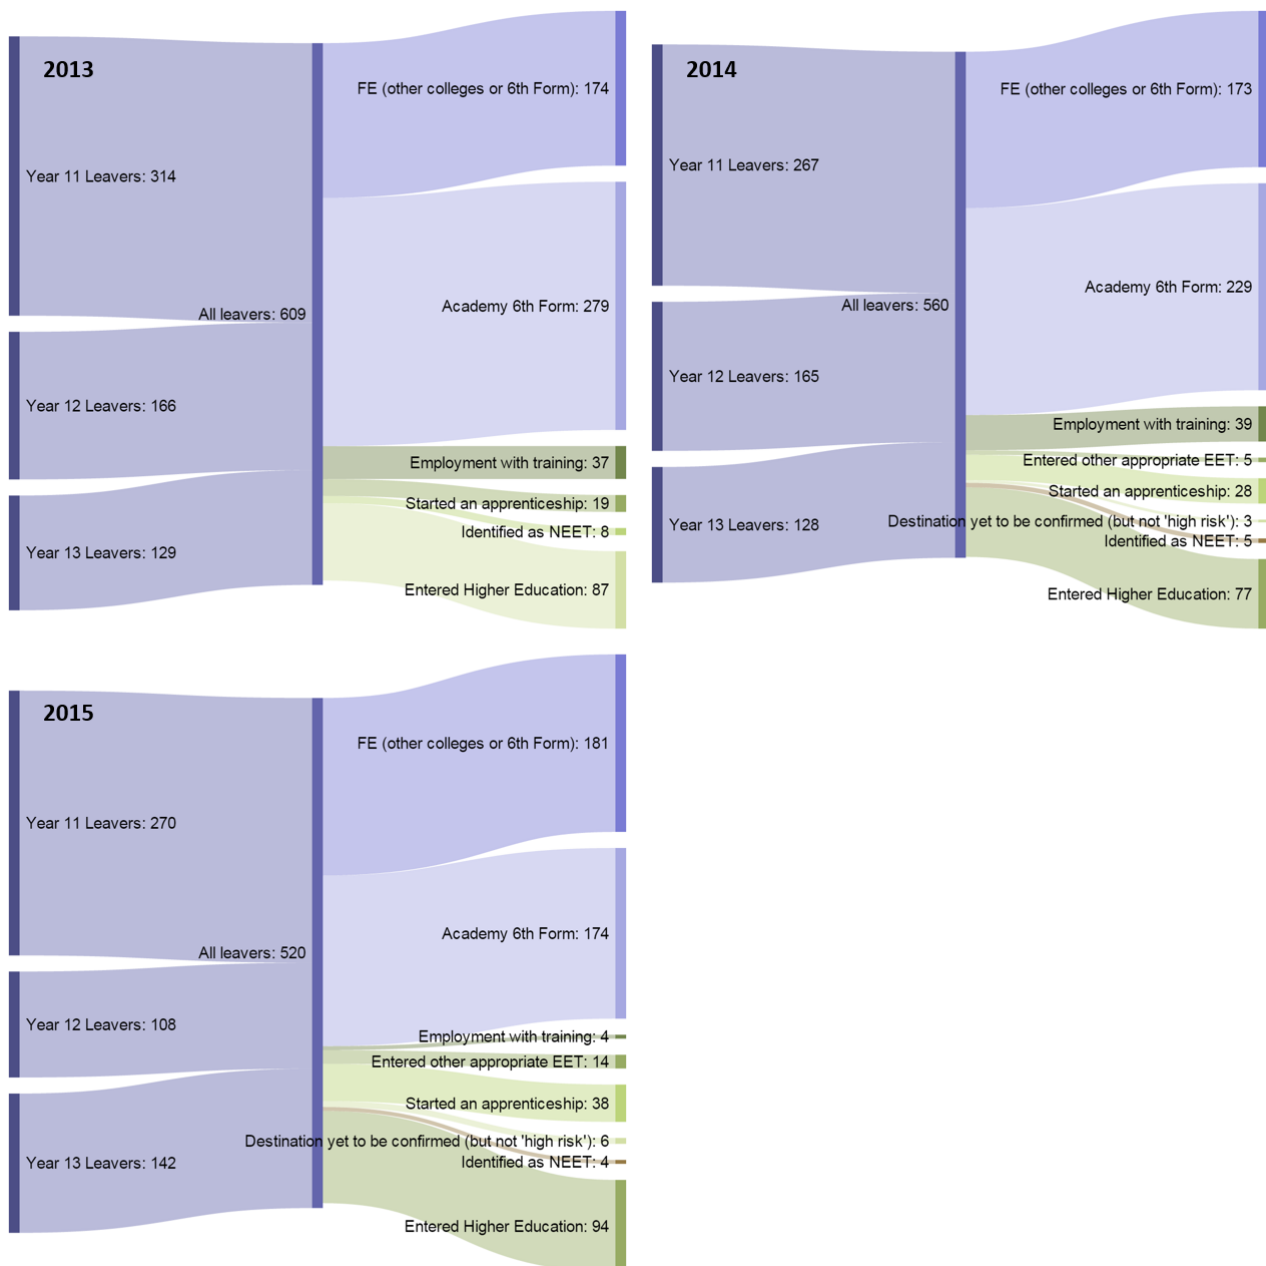 2013
FE (other colleges or 6th Form): 174
Year 11 Leavers: 314
Academy 6th Form: 279
All leavers: 609
Year 12 Leavers: 166
Employment with training: 37
Started an apprenticeship: 19
Identified as NEET: 8
Year 13 Leavers: 129
Entered Higher Education: 87
2014
FE (other colleges or 6th Form): 173
Year 11 Leavers: 267
Academy 6th Form: 229
All leavers: 560
Year 12 Leavers: 165
Employment with training: 39
Entered other appropriate EET: 5
Started an apprenticeship: 28
Destination yet to be confirmed (but not 'high risk'): 3
Year 13 Leavers: 128
Identified as NEET: 5
Entered Higher Education: 77
2015
FE (other colleges or 6th Form): 181
Year 11 Leavers: 270
Academy 6th Form: 174
All leavers: 520
Year 12 Leavers: 108
Employment with training: 4
Entered other appropriate EET: 14
Started an apprenticeship: 38
Destination yet to be confirmed (but not 'high risk'): 6
Identified as NEET: 4
Year 13 Leavers: 142
Entered Higher Education: 94